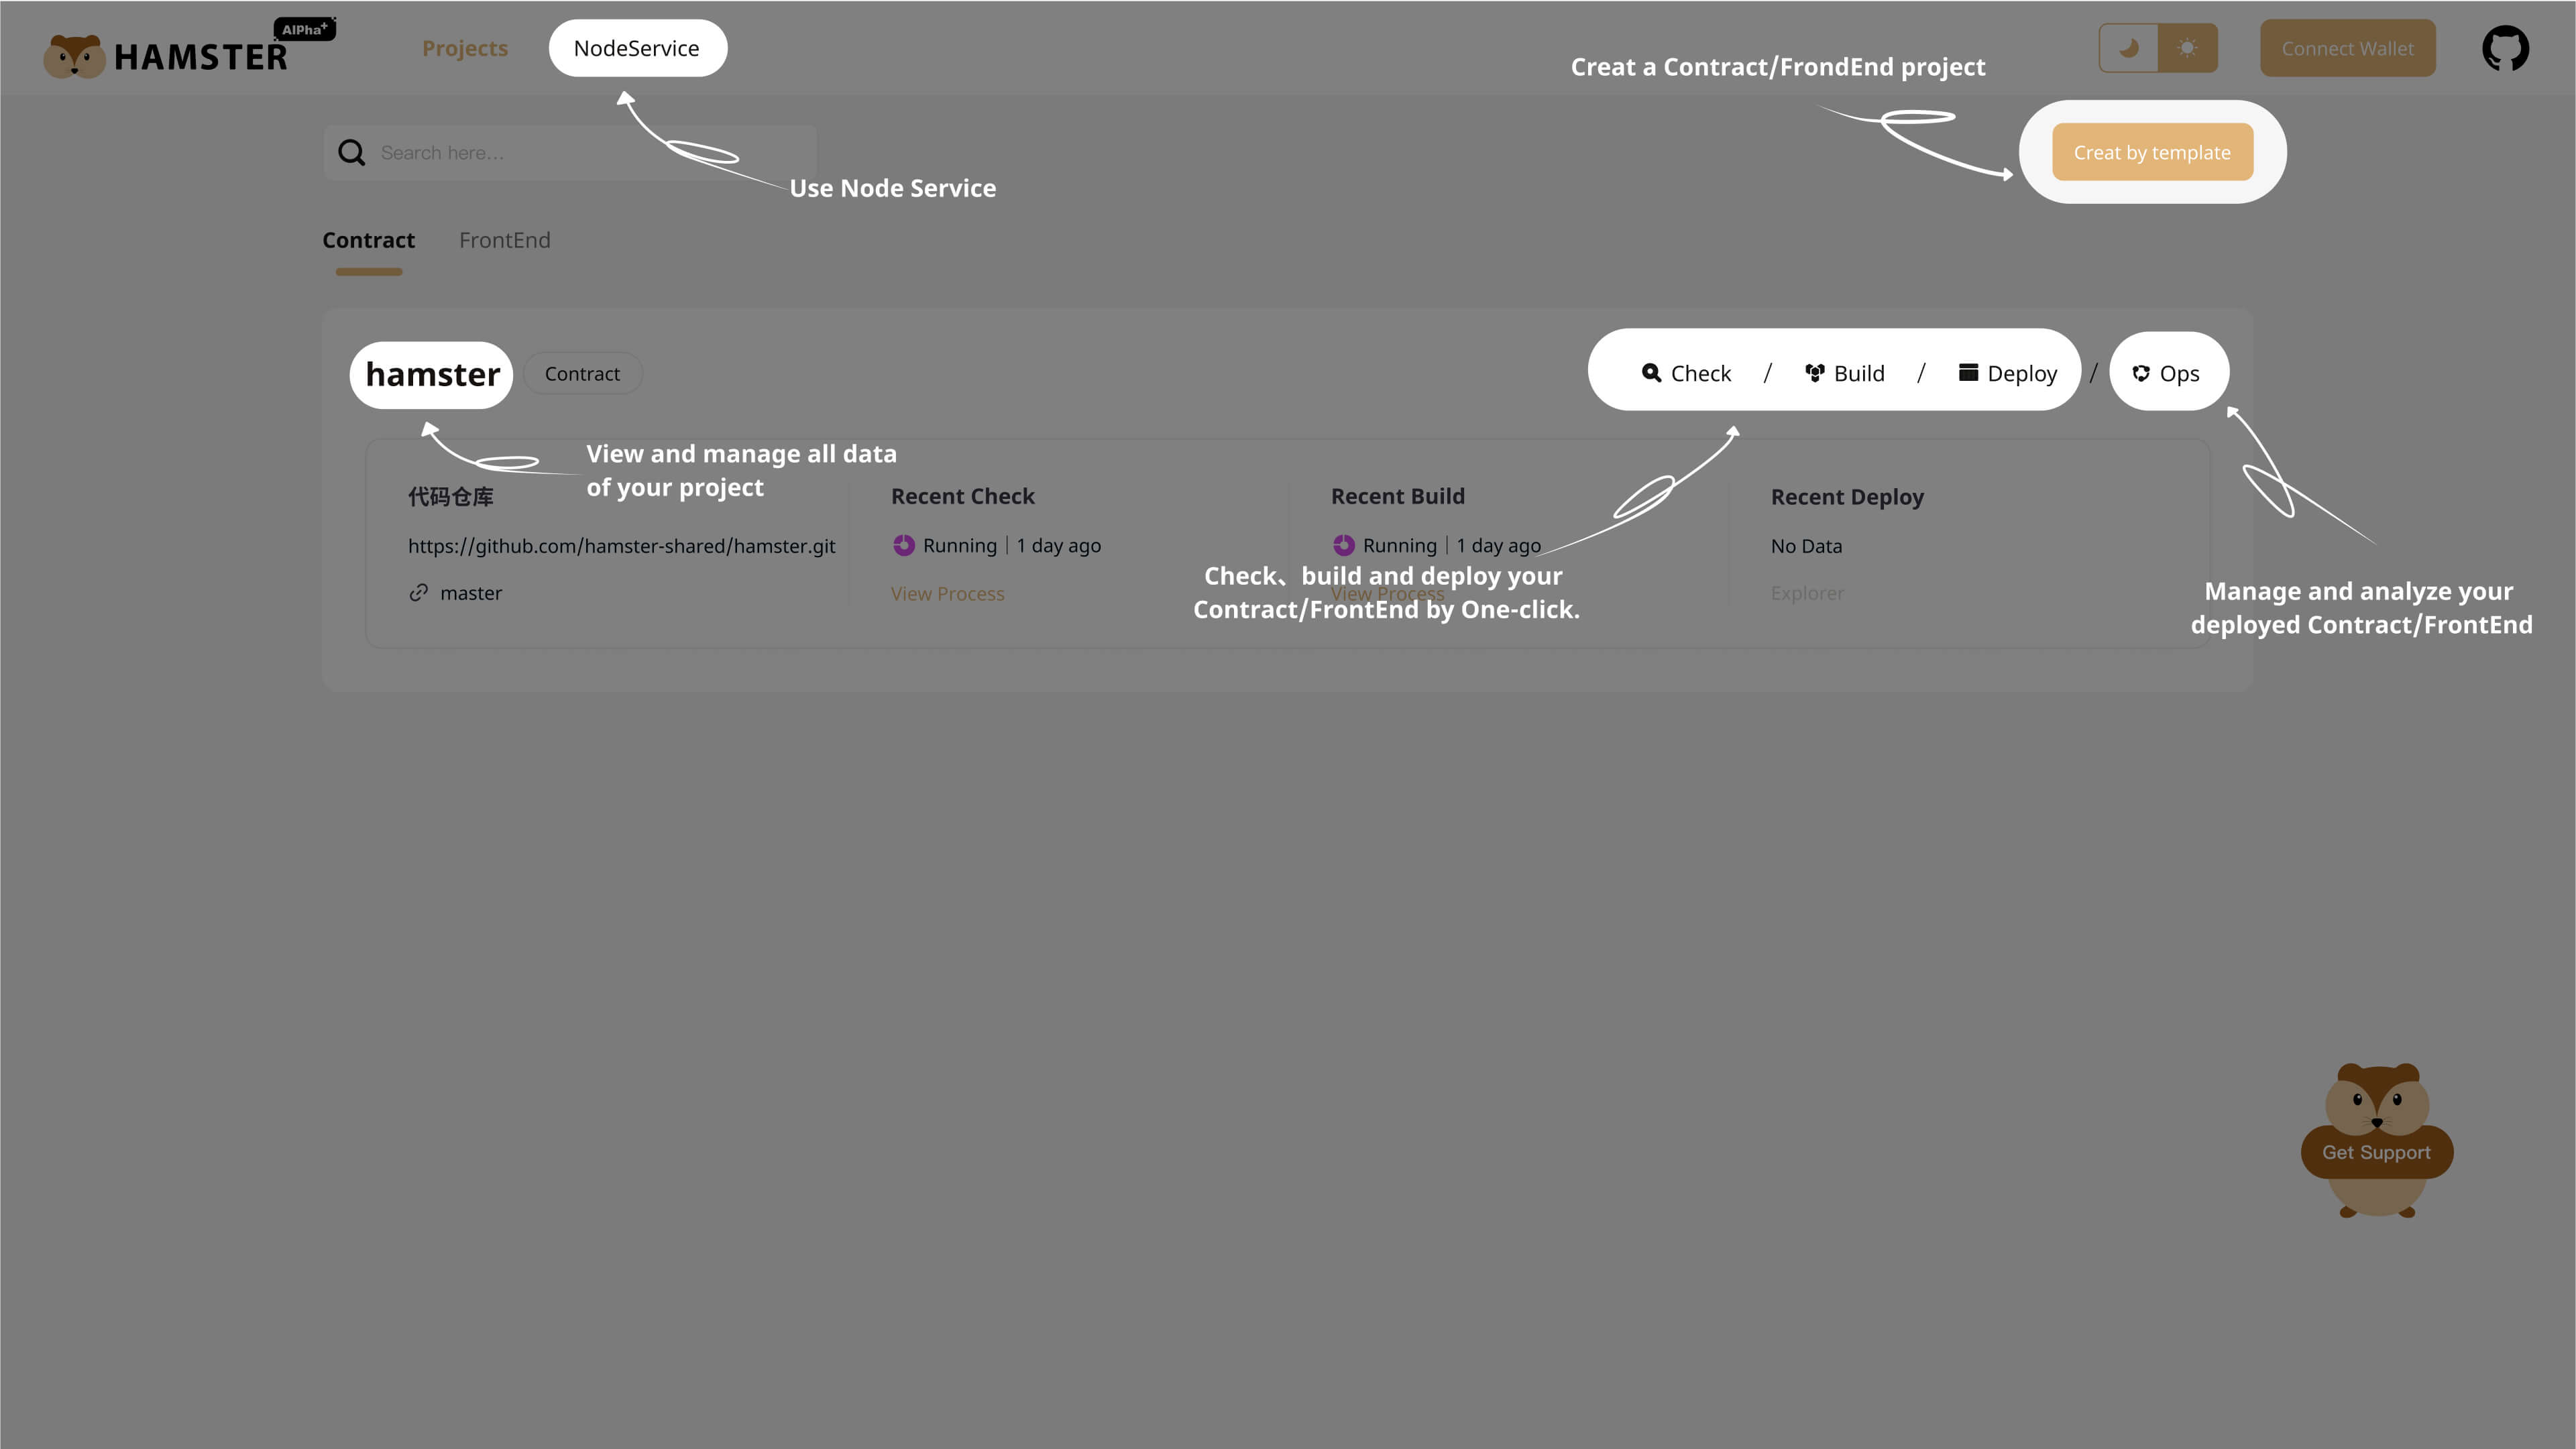 HAMSTER
AlPha+
Projects
NodeService
Creat a Contract/FrondEnd project
Connect Wallet
Search here...
Use Node Service
Creat by template
Contract
FrontEnd
hamster
Contract
Check / Build / Deploy / Ops
View and manage all data
of your project
代码仓库
https://github.com/hamster-shared/hamster.git
master
Recent Check
Running | 1 day ago
View Process
Recent Build
Running | 1 day ago
View Process
Check、build and deploy your
Contract/FrontEnd by One-click.
Recent Deploy
No Data
Explorer
Manage and analyze your
deployed Contract/FrontEnd
Get Support